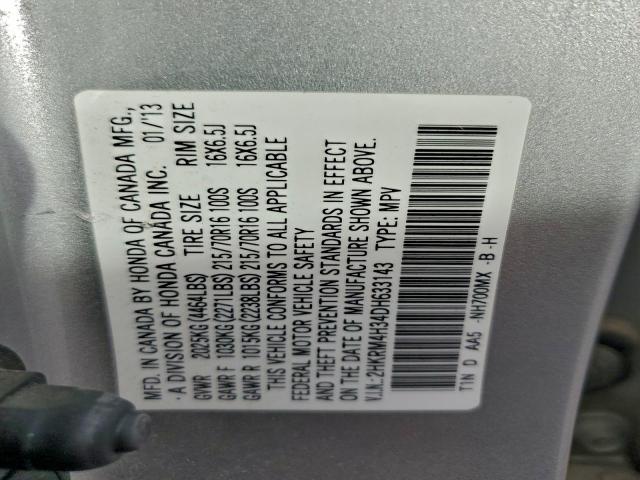 MFD. IN CANADA BY HONDA OF CANADA MFG.,
- A DIVISION OF HONDA CANADA INC. 01/13
GVWR 2025KG(4464LBS) TIRE SIZE RIM SIZE
GAWR F 1030KG(2271LBS) 215/70R16 100S 16X6.5J
GAWR R 1015KG(2238LBS) 215/70R16 100S 16X6.5J
THIS VEHICLE CONFORMS TO ALL APPLICABLE
FEDERAL MOTOR VEHICLE SAFETY
AND THEFT PREVENTION STANDARDS IN EFFECT
ON THE DATE OF MANUFACTURE SHOWN ABOVE.
V.I.N.:2HKRM4H34DH633143 TYPE: MPV
T1N D AA5 -NH700MX -B -H